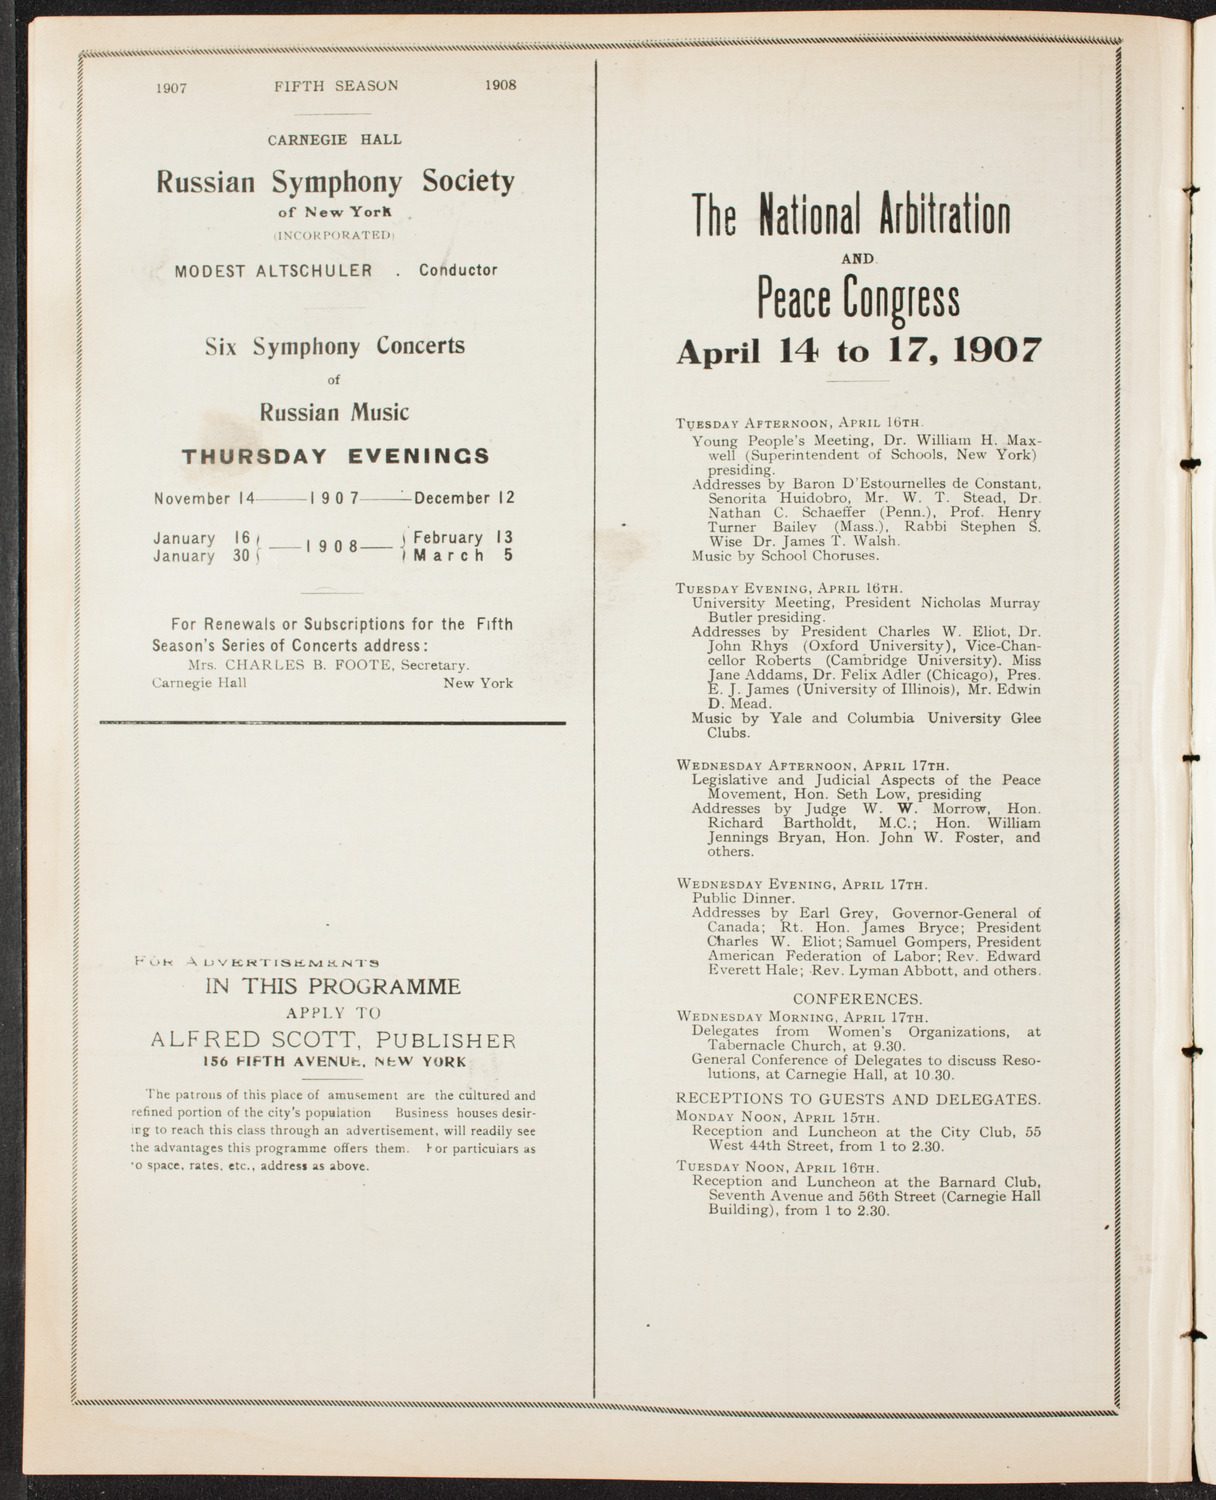 1907 FIFTH SEASON 1908
CARNEGIE HALL
Russian Symphony Society
of New York
(INCORPORATED)
MODEST ALTSCHULER . Conductor
Six Symphony Concerts
of
Russian Music
THURSDAY EVENINGS
November 14——1907——December 12
January 16 } —1908— { February 13
January 30 } { March 5
For Renewals or Subscriptions for the Fifth
Season's Series of Concerts address:
Mrs. CHARLES B. FOOTE, Secretary.
Carnegie Hall New York
FOR ADVERTISEMENTS
IN THIS PROGRAMME
APPLY TO
ALFRED SCOTT, PUBLISHER
156 FIFTH AVENUE, NEW YORK
The patrons of this place of amusement are the cultured and
refined portion of the city's population Business houses desir-
ing to reach this class through an advertisement, will readily see
the advantages this programme offers them. For particulars as
to space, rates, etc., address as above.
The National Arbitration
AND
Peace Congress
April 14 to 17, 1907
TUESDAY AFTERNOON, APRIL 16TH.
Young People's Meeting, Dr. William H. Max-
well (Superintendent of Schools, New York)
presiding.
Addresses by Baron D'Estournelles de Constant,
Senorita Huidobro, Mr. W. T. Stead, Dr.
Nathan C. Schaeffer (Penn.), Prof. Henry
Turner Bailey (Mass.), Rabbi Stephen S.
Wise Dr. James T. Walsh.
Music by School Choruses.
TUESDAY EVENING, APRIL 16TH.
University Meeting, President Nicholas Murray
Butler presiding.
Addresses by President Charles W. Eliot, Dr.
John Rhys (Oxford University), Vice-Chan-
cellor Roberts (Cambridge University). Miss
Jane Addams, Dr. Felix Adler (Chicago), Pres.
E. J. James (University of Illinois), Mr. Edwin
D. Mead.
Music by Yale and Columbia University Glee
Clubs.
WEDNESDAY AFTERNOON, APRIL 17TH.
Legislative and Judicial Aspects of the Peace
Movement, Hon. Seth Low, presiding
Addresses by Judge W. W. Morrow, Hon.
Richard Bartholdt, M.C.; Hon. William
Jennings Bryan, Hon. John W. Foster, and
others.
WEDNESDAY EVENING, APRIL 17TH.
Public Dinner.
Addresses by Earl Grey, Governor-General of
Canada; Rt. Hon. James Bryce; President
Charles W. Eliot; Samuel Gompers, President
American Federation of Labor; Rev. Edward
Everett Hale; Rev. Lyman Abbott, and others.
CONFERENCES.
WEDNESDAY MORNING, APRIL 17TH.
Delegates from Women's Organizations, at
Tabernacle Church, at 9.30.
General Conference of Delegates to discuss Reso-
lutions, at Carnegie Hall, at 10.30.
RECEPTIONS TO GUESTS AND DELEGATES.
MONDAY NOON, APRIL 15TH.
Reception and Luncheon at the City Club, 55
West 44th Street, from 1 to 2.30.
TUESDAY NOON, APRIL 16TH.
Reception and Luncheon at the Barnard Club,
Seventh Avenue and 56th Street (Carnegie Hall
Building), from 1 to 2.30.